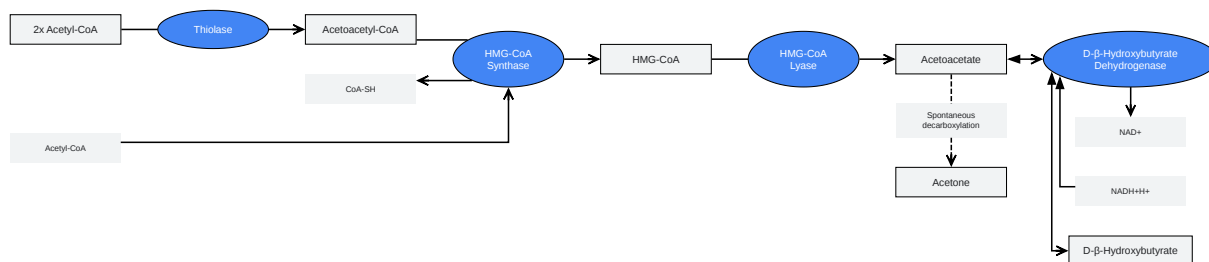 2x Acetyl-CoA
Thiolase
Acetoacetyl-CoA
HMG-CoA
Synthase
HMG-CoA
HMG-CoA
Lyase
Acetoacetate
D-β-Hydroxybutyrate
Dehydrogenase
CoA-SH
Spontaneous
decarboxylation
NAD+
Acetyl-CoA
Acetone
NADH+H+
D-β-Hydroxybutyrate